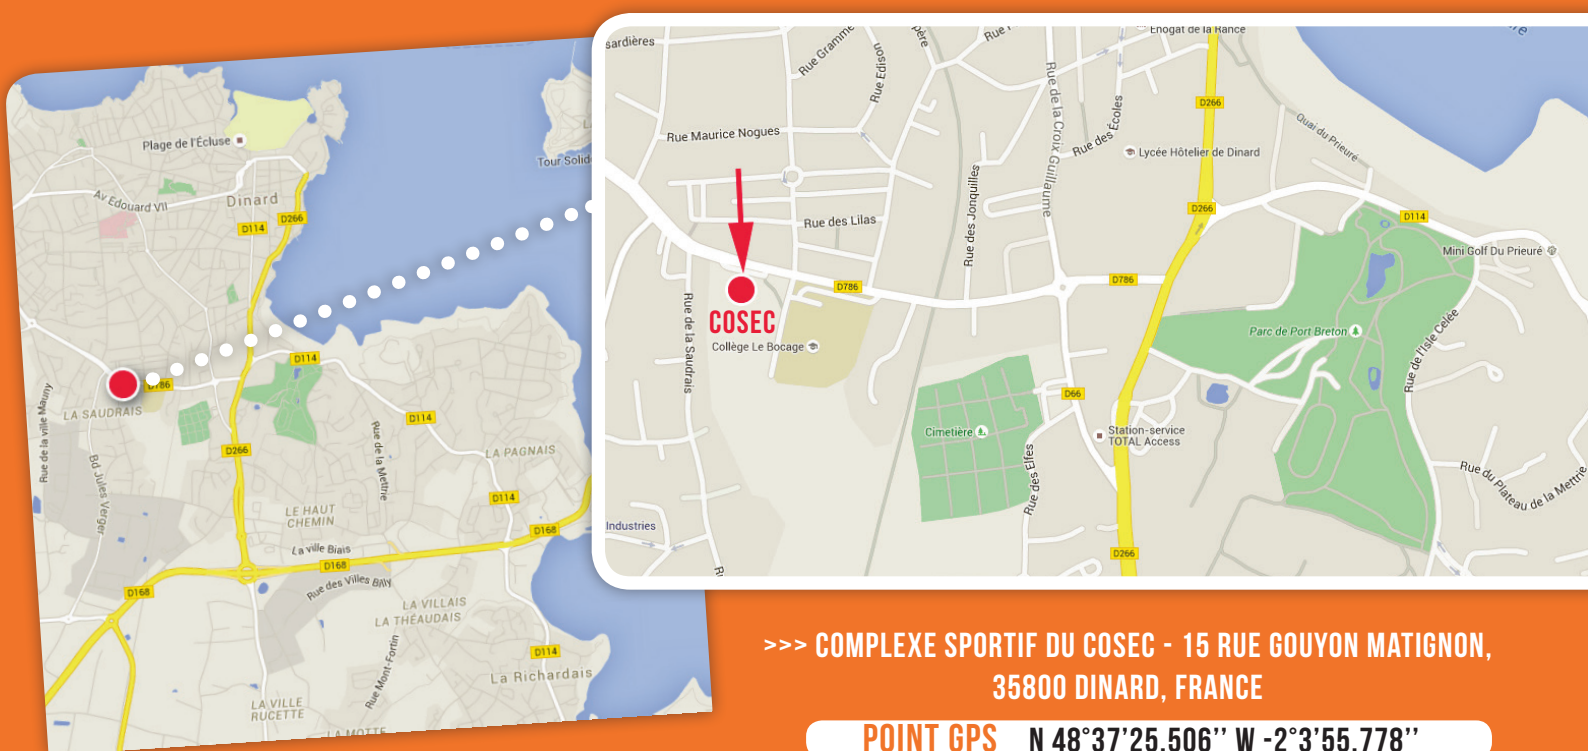 Plage de l'Écluse
Av Edouard VII
Dinard
D114
D266
D786
LA SAUDRAIS
Rue de la ville Mauny
Bd Jules Verger
D266
D114
D114
Rue de la Mettrie
LA PAGNAIS
D114
LE HAUT
CHEMIN
La ville Biais
D168
D168
D168
Rue des Villes Billy
LA VILLAIS
LA THÉAUDAIS
Rue Mont-Fortin
D114
La Richardais
LA VILLE
RUCETTE
LA MOTTE
Tour Solid
sardières
Rue Gramme
Rue Edison
Rue Maurice Nogues
Rue de la Croix Guillaume
Rue des Écoles
Enogat de la Rance
D266
Quai du Prieuré
Lycée Hôtelier de Dinard
Rue des Lilas
Rue des Jonquilles
D266
D114
Mini Golf Du Prieuré
D786
D786
COSEC
Collège Le Bocage
Rue de la Saudrais
Parc de Port Breton
Rue de l'Isle Celée
D66
Cimetière
Station-service
TOTAL Access
Rue des Elfes
Rue du Plateau de la Mettrie
Industries
D266
>>> COMPLEXE SPORTIF DU COSEC - 15 RUE GOUYON MATIGNON,
35800 DINARD, FRANCE
POINT GPS N 48°37'25.506'' W -2°3'55.778''